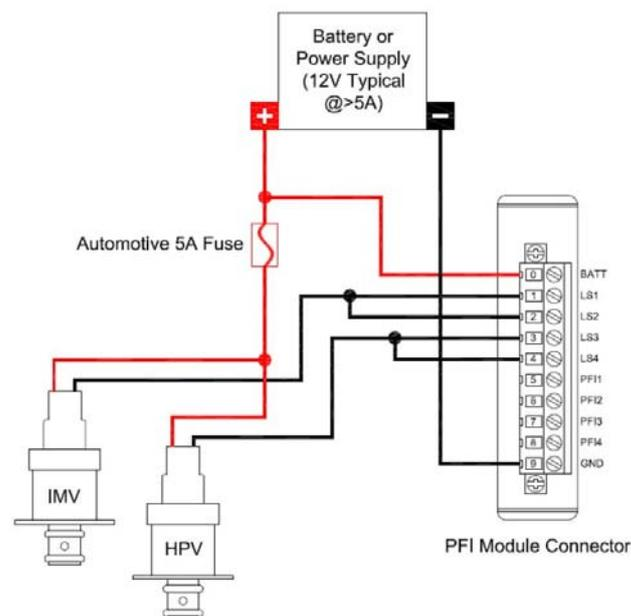 Battery or
Power Supply
(12V Typical
@>5A)
+
-
Automotive 5A Fuse
0 BATT
1 LS1
2 LS2
3 LS3
4 LS4
5 PFI1
6 PFI2
7 PFI3
8 PFI4
9 GND
IMV
HPV
PFI Module Connector